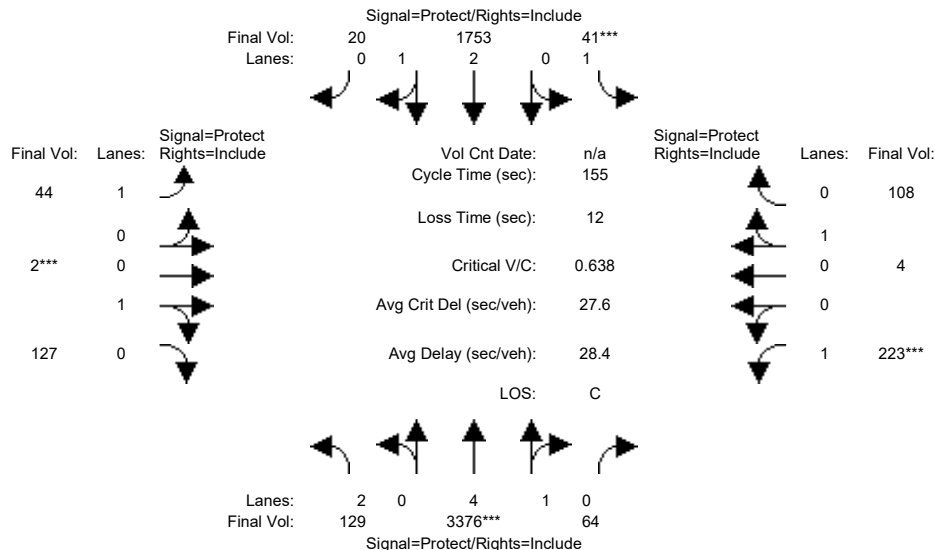 Signal=Protect/Rights=Include
Final Vol: 20 1753 41***
Lanes: 0 1 2 0 1
Signal=Protect Signal=Protect
Final Vol: Lanes: Rights=Include Vol Cnt Date: n/a Rights=Include Lanes: Final Vol:
Cycle Time (sec): 155
44 1 0 108
Loss Time (sec): 12
0 1
2*** 0 Critical V/C: 0.638 0 4
1 Avg Crit Del (sec/veh): 27.6 0
127 0 Avg Delay (sec/veh): 28.4 1 223***
LOS: C
Lanes: 2 0 4 1 0
Final Vol: 129 3376*** 64
Signal=Protect/Rights=Include